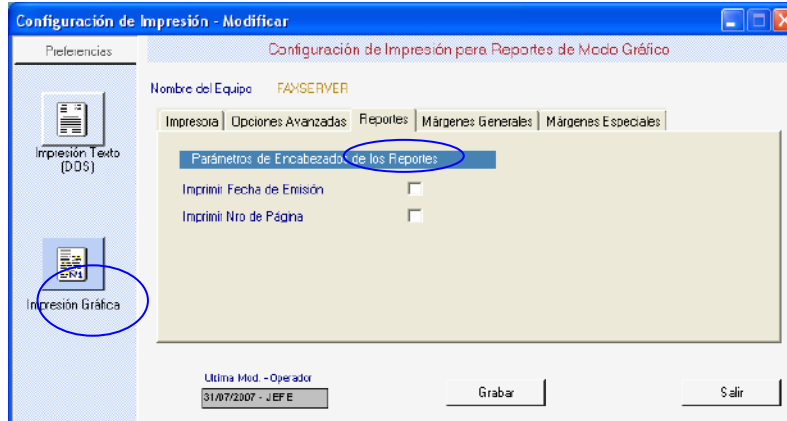 Configuración de Impresión - Modificar
Preferencias
Configuración de Impresión para Reportes de Modo Gráfico
Nombre del Equipo FAXSERVER
Impresora Opciones Avanzadas Reportes Márgenes Generales Márgenes Especiales
Impresión Texto
(DOS)
Parámetros de Encabezados de los Reportes
Imprimir Fecha de Emisión
Imprimir Nro de Página
Impresión Gráfica
Ultima Mod. - Operador
31/07/2007 - JEFE
Grabar
Salir